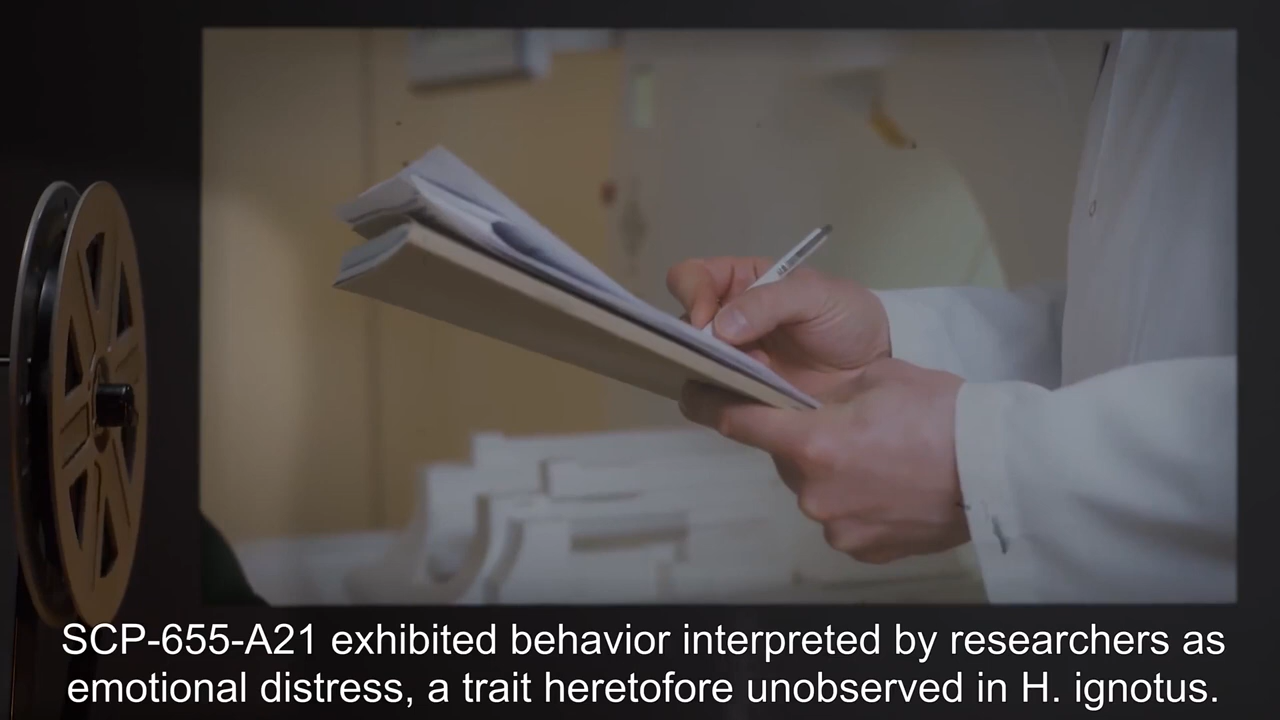 SCP-655-A21 exhibited behavior interpreted by researchers as
emotional distress, a trait heretofore unobserved in H. ignotus.